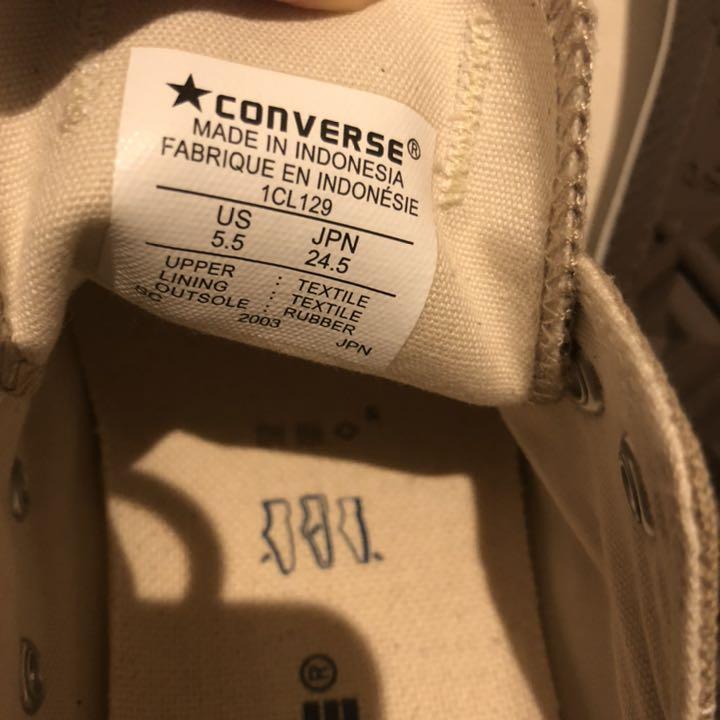 ★CONVERSE®
MADE IN INDONESIA
FABRIQUE EN INDONÉSIE
1CL129
US JPN
5.5 24.5
UPPER : TEXTILE
LINING : TEXTILE
OUTSOLE : RUBBER
SC 2003 JPN
®